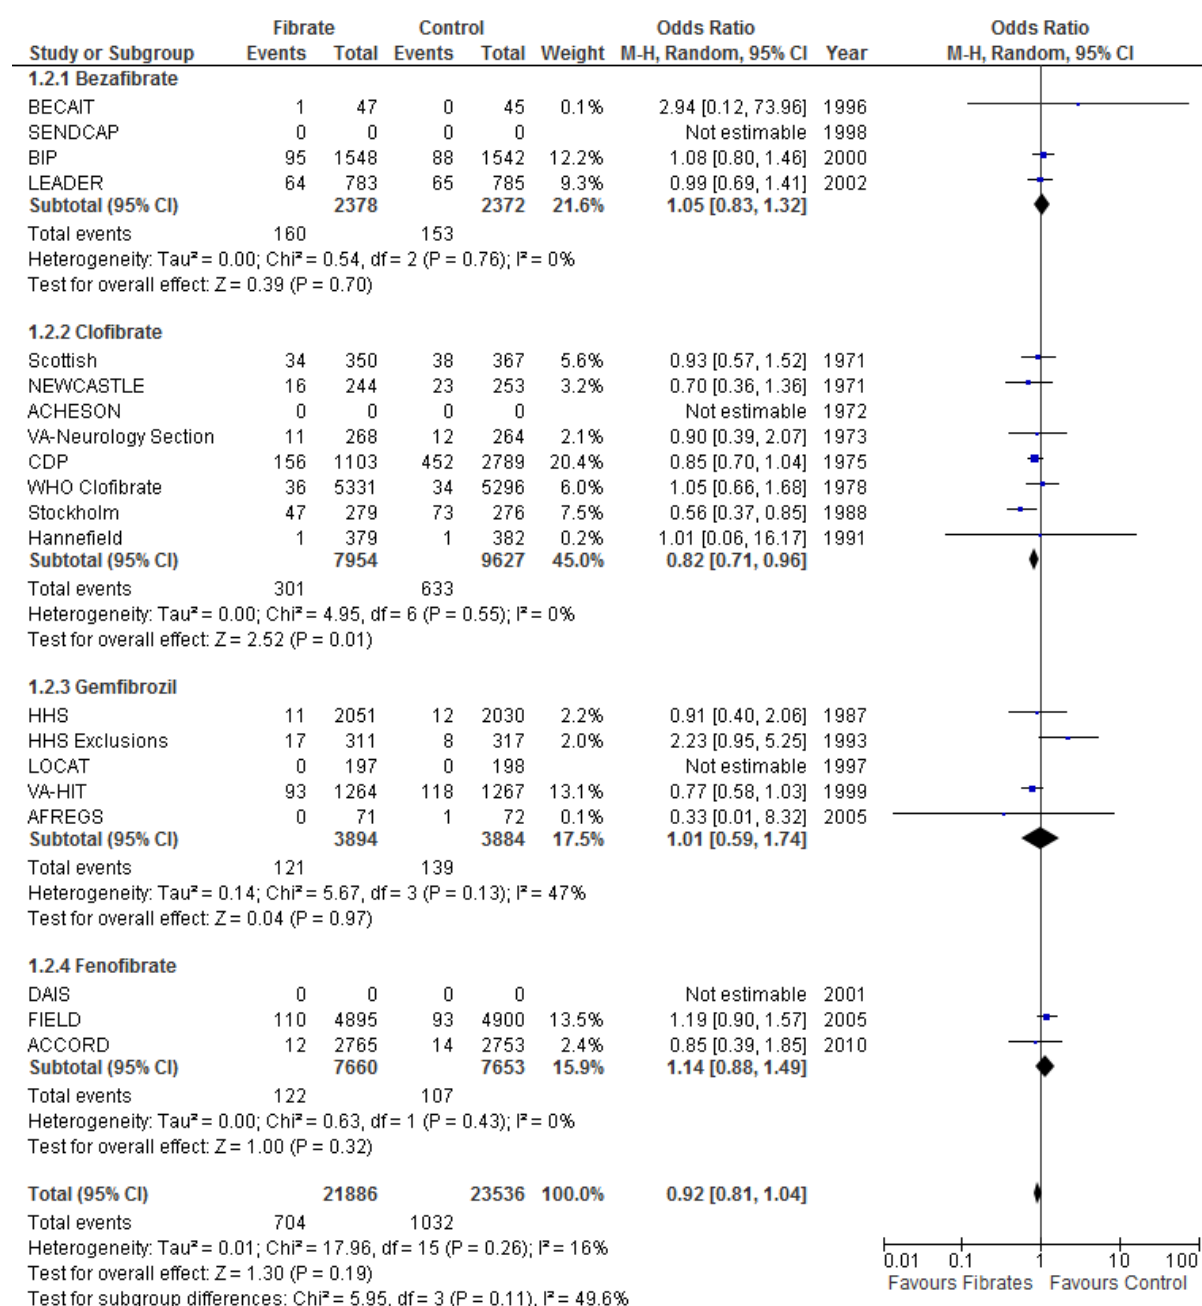 Fibrate Control Odds Ratio Odds Ratio
Study or Subgroup Events Total Events Total Weight M-H, Random, 95% CI Year M-H, Random, 95% CI
1.2.1 Bezafibrate
BECAIT 1 47 0 45 0.1% 2.94 [0.12, 73.96] 1996
SENDCAP 0 0 0 0 Not estimable 1998
BIP 95 1548 88 1542 12.2% 1.08 [0.80, 1.46] 2000
LEADER 64 783 65 785 9.3% 0.99 [0.69, 1.41] 2002
Subtotal (95% CI) 2378 2372 21.6% 1.05 [0.83, 1.32]
Total events 160 153
Heterogeneity: Tau² = 0.00; Chi² = 0.54, df = 2 (P = 0.76); I² = 0%
Test for overall effect: Z = 0.39 (P = 0.70)
1.2.2 Clofibrate
Scottish 34 350 38 367 5.6% 0.93 [0.57, 1.52] 1971
NEWCASTLE 16 244 23 253 3.2% 0.70 [0.36, 1.36] 1971
ACHESON 0 0 0 0 Not estimable 1972
VA-Neurology Section 11 268 12 264 2.1% 0.90 [0.39, 2.07] 1973
CDP 156 1103 452 2789 20.4% 0.85 [0.70, 1.04] 1975
WHO Clofibrate 36 5331 34 5296 6.0% 1.05 [0.66, 1.68] 1978
Stockholm 47 279 73 276 7.5% 0.56 [0.37, 0.85] 1988
Hannefield 1 379 1 382 0.2% 1.01 [0.06, 16.17] 1991
Subtotal (95% CI) 7954 9627 45.0% 0.82 [0.71, 0.96]
Total events 301 633
Heterogeneity: Tau² = 0.00; Chi² = 4.95, df = 6 (P = 0.55); I² = 0%
Test for overall effect: Z = 2.52 (P = 0.01)
1.2.3 Gemfibrozil
HHS 11 2051 12 2030 2.2% 0.91 [0.40, 2.06] 1987
HHS Exclusions 17 311 8 317 2.0% 2.23 [0.95, 5.25] 1993
LOCAT 0 197 0 198 Not estimable 1997
VA-HIT 93 1264 118 1267 13.1% 0.77 [0.58, 1.03] 1999
AFREGS 0 71 1 72 0.1% 0.33 [0.01, 8.32] 2005
Subtotal (95% CI) 3894 3884 17.5% 1.01 [0.59, 1.74]
Total events 121 139
Heterogeneity: Tau² = 0.14; Chi² = 5.67, df = 3 (P = 0.13); I² = 47%
Test for overall effect: Z = 0.04 (P = 0.97)
1.2.4 Fenofibrate
DAIS 0 0 0 0 Not estimable 2001
FIELD 110 4895 93 4900 13.5% 1.19 [0.90, 1.57] 2005
ACCORD 12 2765 14 2753 2.4% 0.85 [0.39, 1.85] 2010
Subtotal (95% CI) 7660 7653 15.9% 1.14 [0.88, 1.49]
Total events 122 107
Heterogeneity: Tau² = 0.00; Chi² = 0.63, df = 1 (P = 0.43); I² = 0%
Test for overall effect: Z = 1.00 (P = 0.32)
Total (95% CI) 21886 23536 100.0% 0.92 [0.81, 1.04]
Total events 704 1032
Heterogeneity: Tau² = 0.01; Chi² = 17.96, df = 15 (P = 0.26); I² = 16%
Test for overall effect: Z = 1.30 (P = 0.19)
Test for subgroup differences: Chi² = 5.95, df = 3 (P = 0.11), I² = 49.6%
0.01 0.1 1 10 100
Favours Fibrates Favours Control